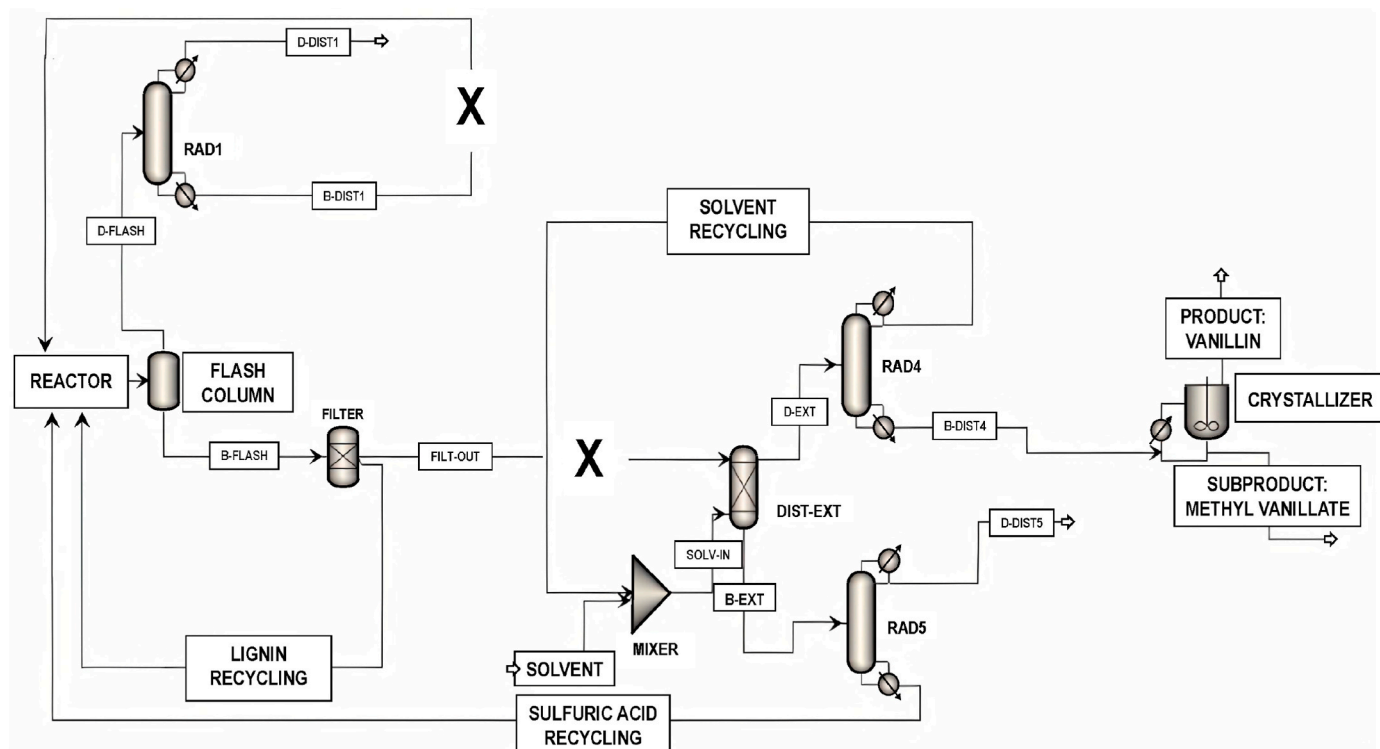 D-DIST1
X
RAD1
B-DIST1
D-FLASH
SOLVENT
RECYCLING
PRODUCT:
VANILLIN
REACTOR
FLASH
COLUMN
RAD4
CRYSTALLIZER
FILTER
D-EXT
B-DIST4
B-FLASH
FILT-OUT
X
SUBPRODUCT:
METHYL VANILLATE
DIST-EXT
D-DIST5
SOLV-IN
B-EXT
RAD5
MIXER
LIGNIN
RECYCLING
SOLVENT
SULFURIC ACID
RECYCLING